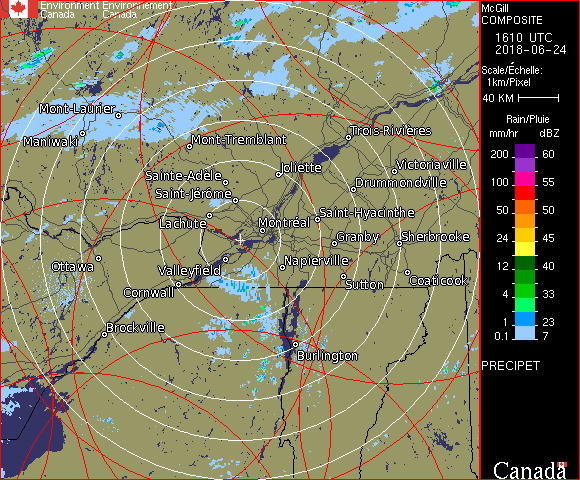 Environment Environnement
Canada Canada
McGill
COMPOSITE
1610 UTC
2018-06-24
Scale/Échelle:
1km/Pixel
40 KM
Rain/Pluie
mm/hr dBZ
200 60
100 55
50 50
24 45
12 40
4 33
1 23
0.1 7
PRECIPET
Canada
Mont-Laurier
Maniwaki
Mont-Tremblant
Trois-Rivières
Sainte-Adèle
Joliette
Victoriaville
Saint-Jérôme
Drummondville
Lachute
Saint-Hyacinthe
Montréal
Granby
Sherbrooke
Ottawa
Valleyfield
Napierville
Cornwall
Sutton
Coaticook
Brockville
Burlington